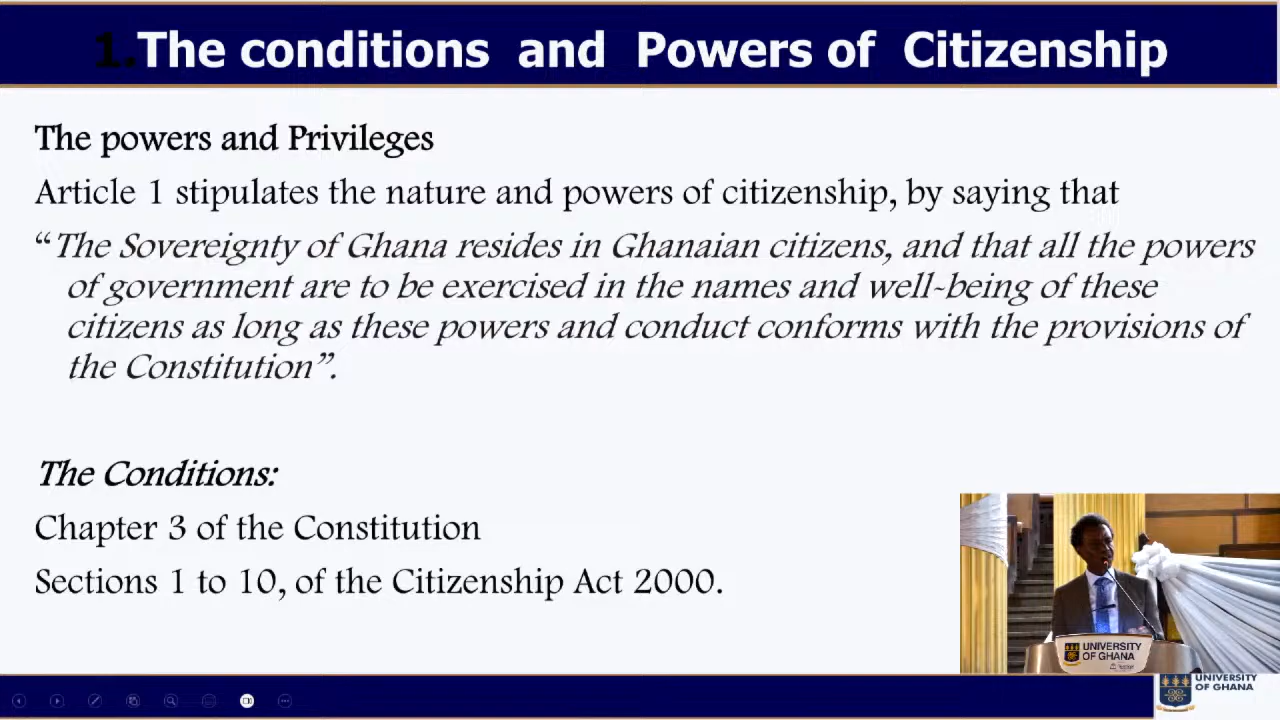 1.The conditions and Powers of Citizenship
The powers and Privileges
Article 1 stipulates the nature and powers of citizenship, by saying that
“The Sovereignty of Ghana resides in Ghanaian citizens, and that all the powers
of government are to be exercised in the names and well-being of these
citizens as long as these powers and conduct conforms with the provisions of
the Constitution”.
The Conditions:
Chapter 3 of the Constitution
Sections 1 to 10, of the Citizenship Act 2000.
UNIVERSITY
OF GHANA
UNIVERSITY
OF GHANA